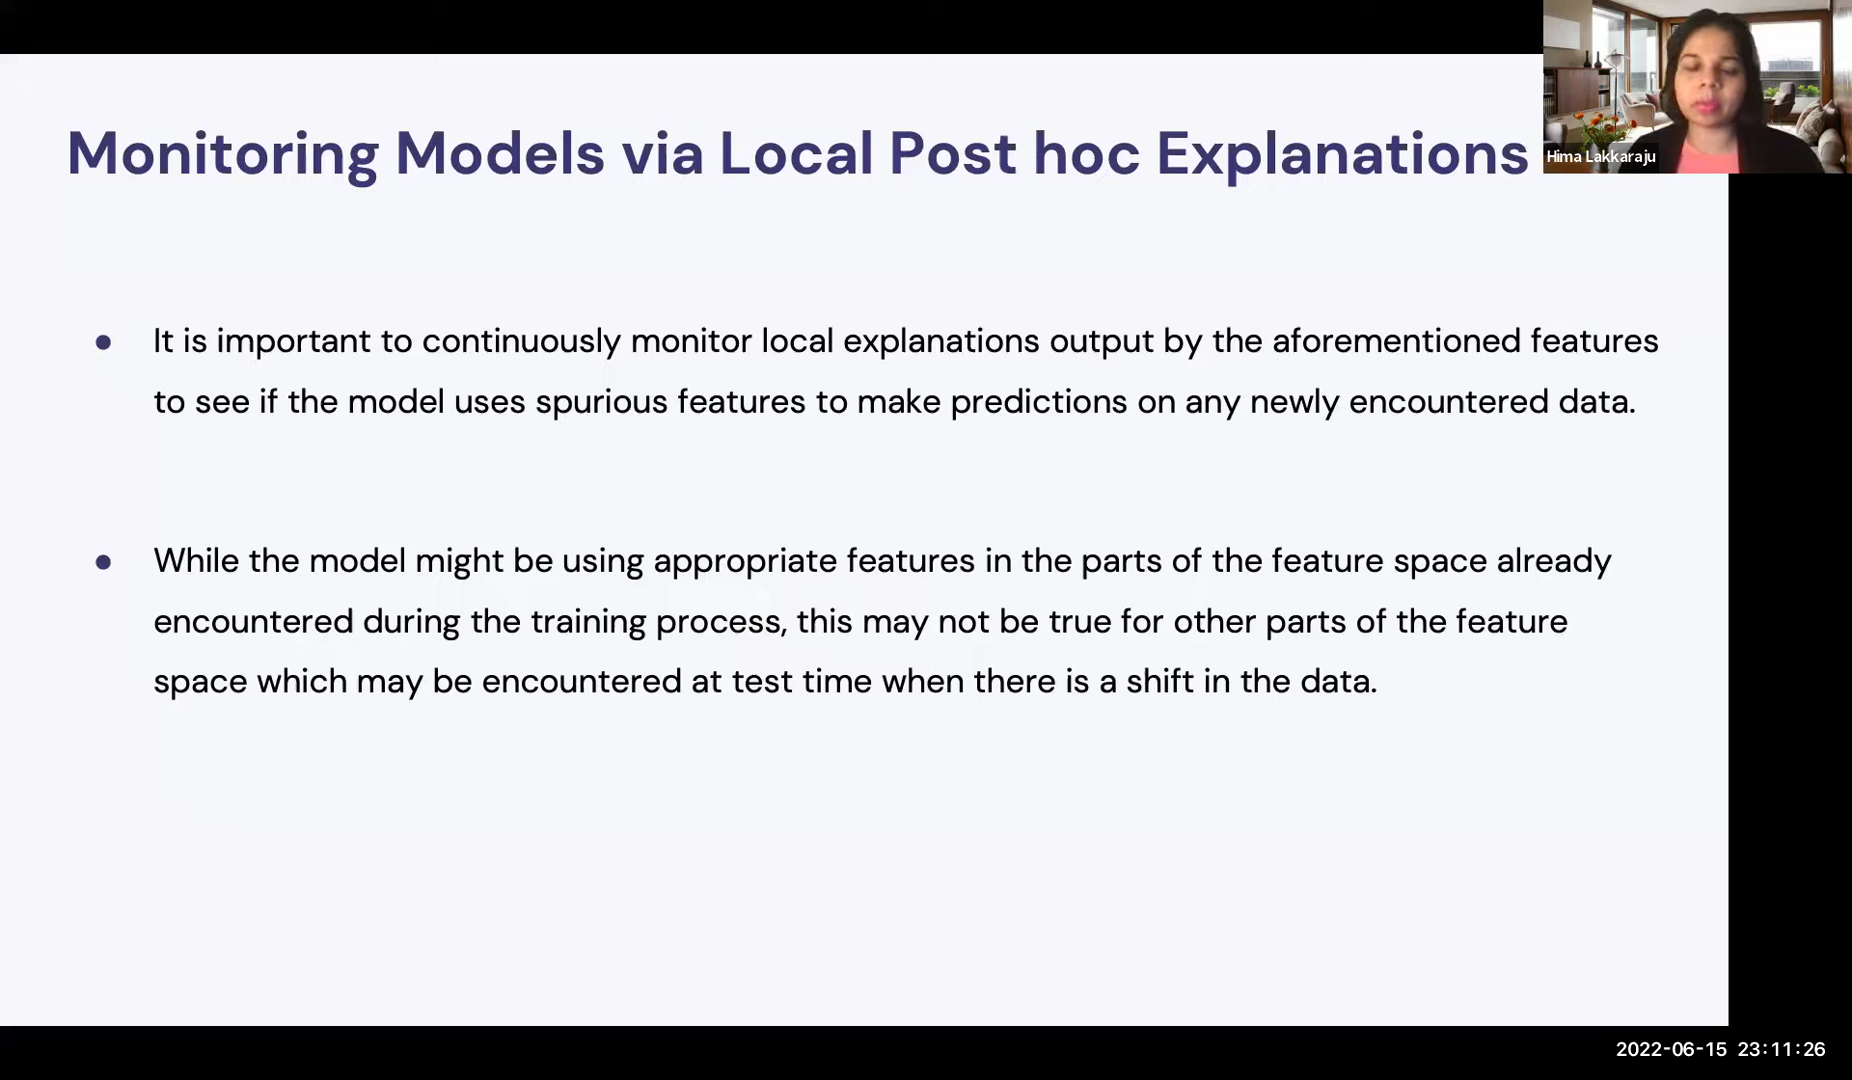 Monitoring Models via Local Post hoc Explanations
Hima Lakkaraju
● It is important to continuously monitor local explanations output by the aforementioned features
to see if the model uses spurious features to make predictions on any newly encountered data.
● While the model might be using appropriate features in the parts of the feature space already
encountered during the training process, this may not be true for other parts of the feature
space which may be encountered at test time when there is a shift in the data.
2022-06-15 23:11:26